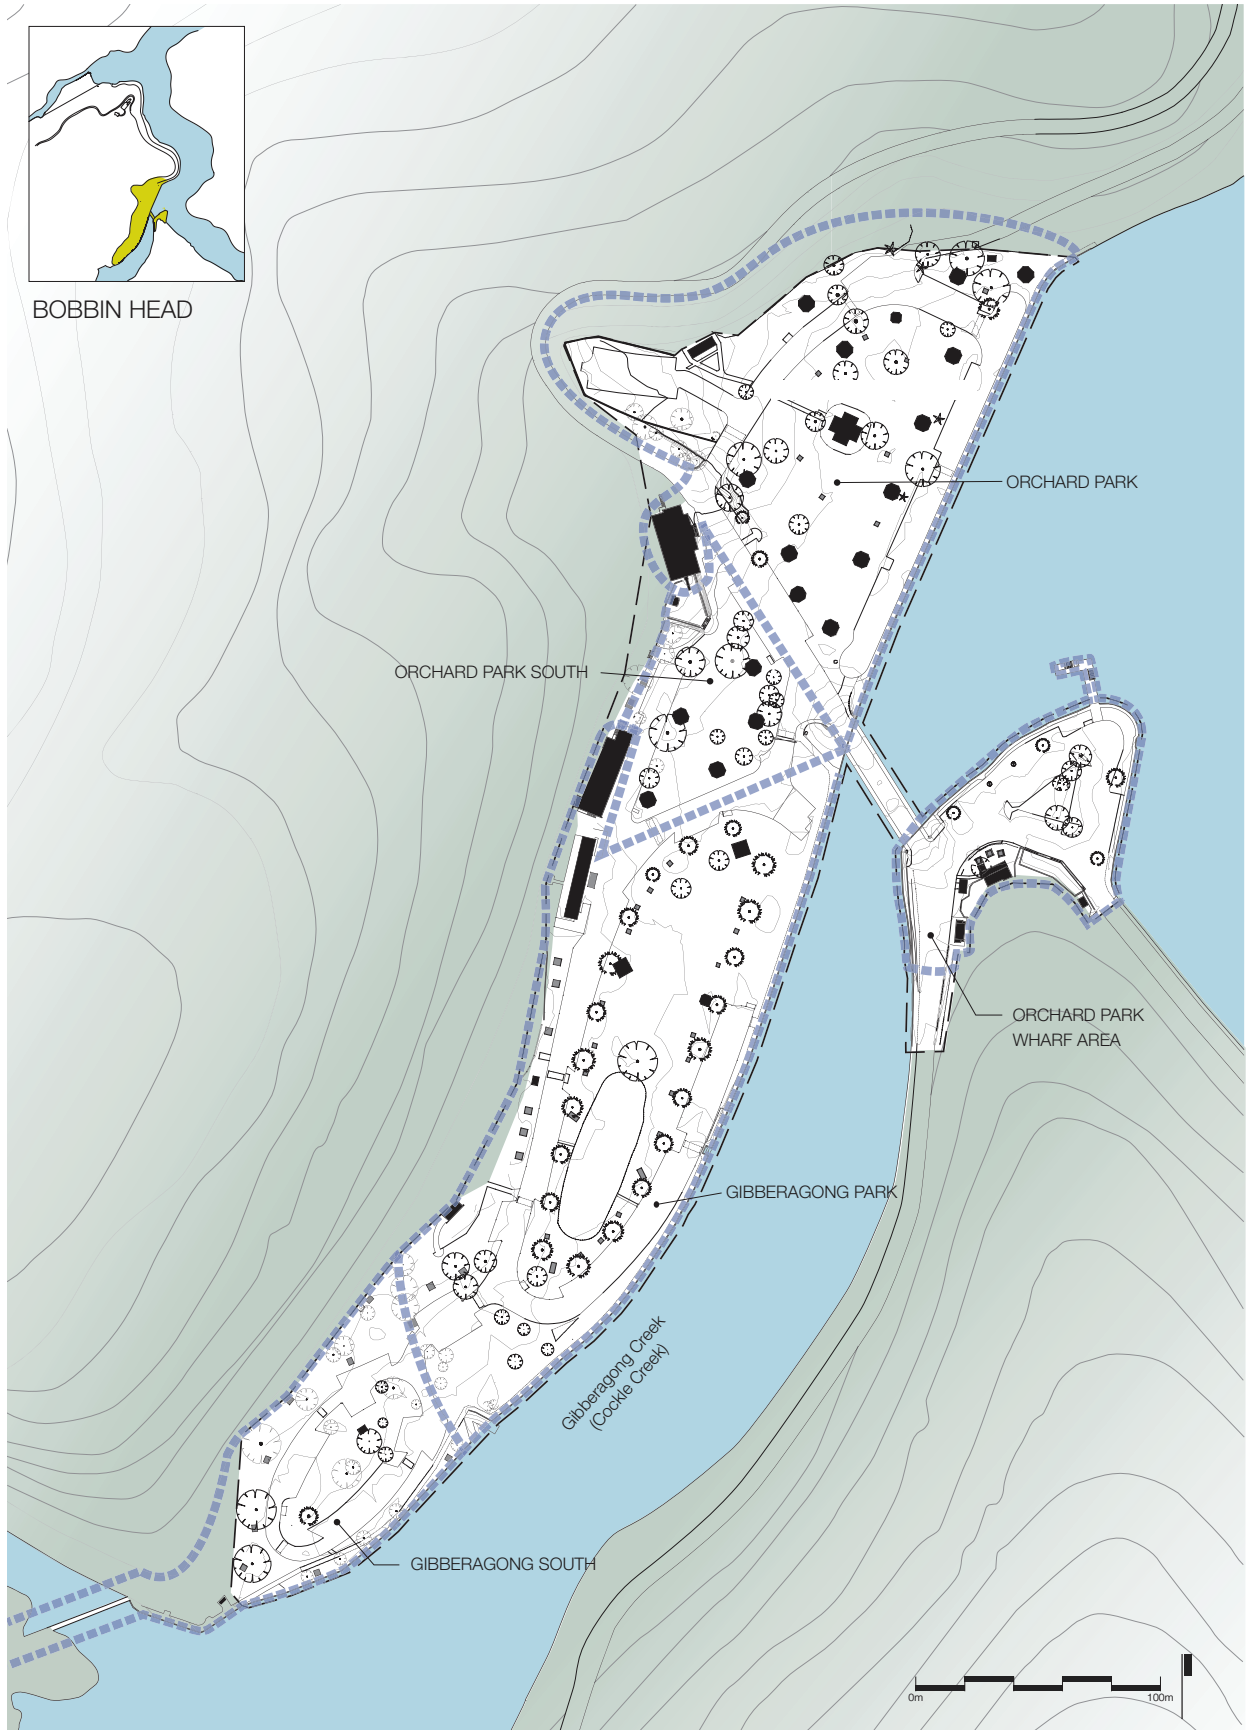 BOBBIN HEAD
ORCHARD PARK
ORCHARD PARK SOUTH
ORCHARD PARK
WHARF AREA
GIBBERAGONG PARK
Gibberagong Creek
(Cockle Creek)
GIBBERAGONG SOUTH
0m
100m